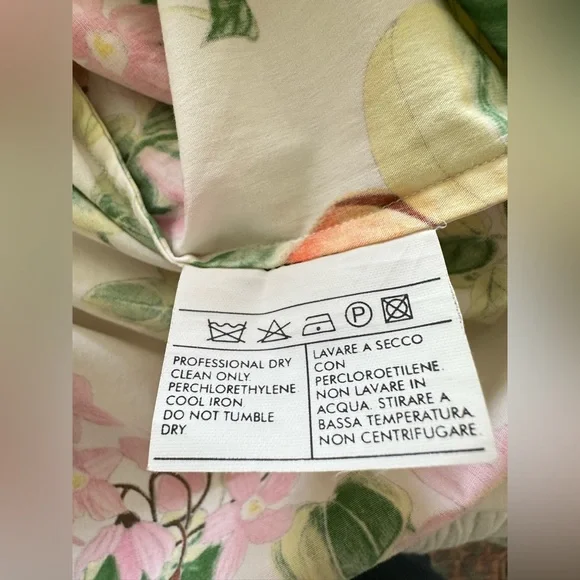 P
PROFESSIONAL DRY
CLEAN ONLY.
PERCHLORETHYLENE.
COOL IRON.
DO NOT TUMBLE
DRY
LAVARE A SECCO
CON
PERCLOROETILENE.
NON LAVARE IN
ACQUA. STIRARE A
BASSA TEMPERATURA.
NON CENTRIFUGARE.